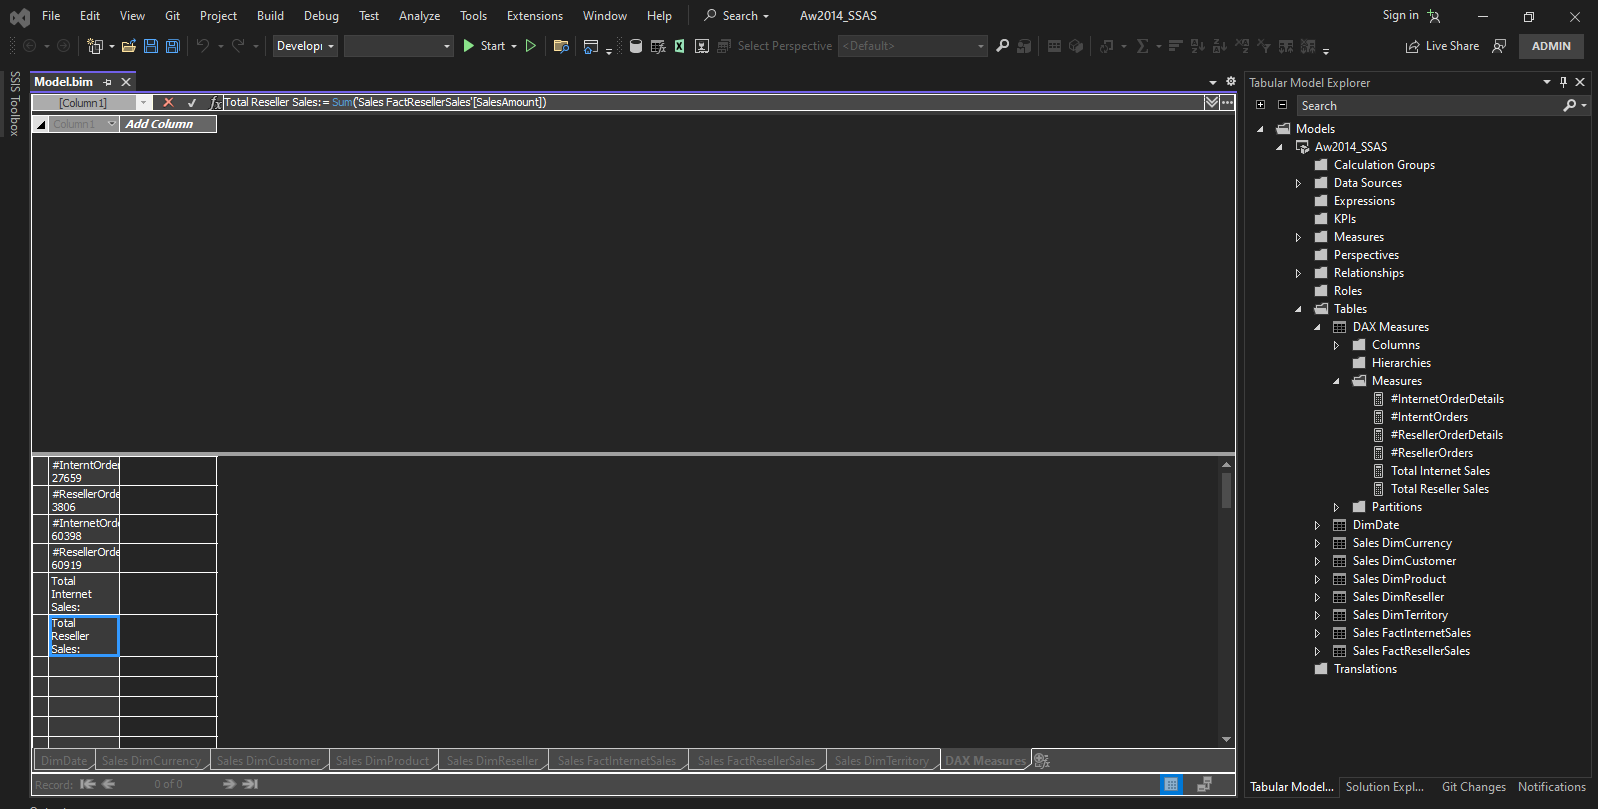 File Edit View Git Project Build Debug Test Analyze Tools Extensions Window Help Search Aw2014_SSAS Sign in
Developı Start Select Perspective <Default> Live Share ADMIN
SSIS Toolbox
Model.bim
[Column1] fx Total Reseller Sales:= Sum('Sales FactResellerSales'[SalesAmount])
Column1 Add Column
#InterntOrder
27659
#ResellerOrde
3806
#InternetOrde
60398
#ResellerOrde
60919
Total
Internet
Sales:
Total
Reseller
Sales:
DimDate Sales DimCurrency Sales DimCustomer Sales DimProduct Sales DimReseller Sales FactInternetSales Sales FactResellerSales Sales DimTerritory DAX Measures
Record: 0 of 0
Tabular Model Explorer
Search
Models
Aw2014_SSAS
Calculation Groups
Data Sources
Expressions
KPIs
Measures
Perspectives
Relationships
Roles
Tables
DAX Measures
Columns
Hierarchies
Measures
#InternetOrderDetails
#InterntOrders
#ResellerOrderDetails
#ResellerOrders
Total Internet Sales
Total Reseller Sales
Partitions
DimDate
Sales DimCurrency
Sales DimCustomer
Sales DimProduct
Sales DimReseller
Sales DimTerritory
Sales FactInternetSales
Sales FactResellerSales
Translations
Tabular Model... Solution Expl... Git Changes Notifications